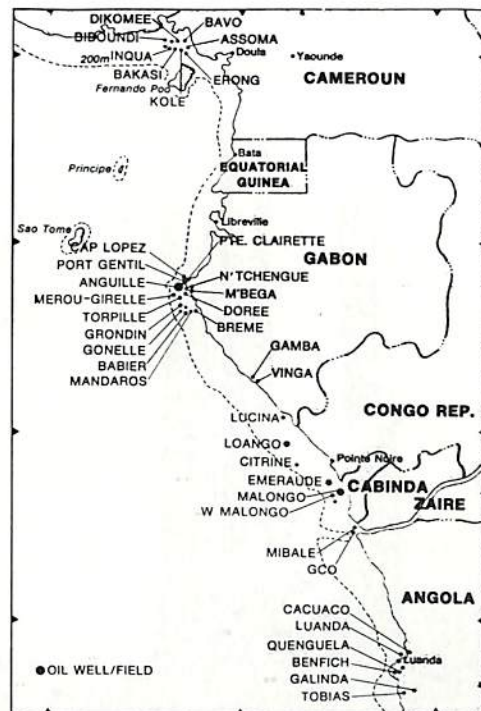 DIKOMEE
BAVO
BIBOUNDI
ASSOMA
Doula
200m
INQUA
Yaounde
BAKASI
ERONG
CAMEROUN
Fernando Poo
KOLE
Bata
EQUATORIAL
GUINEA
Principe
Libreville
Sao Tome
CAP LOPEZ
PTE. CLAIRETTE
PORT GENTIL
GABON
ANGUILLE
N'TCHENGUE
MEROU-GIRELLE
M'BEGA
TORPILLE
DOREE
GRONDIN
BREME
GONELLE
BABIER
MANDAROS
GAMBA
VINGA
LUCINA
CONGO REP.
LOANGO
Pointe Noire
CITRINE
EMERAUDE
CABINDA
MALONGO
ZAIRE
W MALONGO
MIBALE
GCO
ANGOLA
CACUACO
LUANDA
QUENGUELA
Luanda
BENFICH
OIL WELL/FIELD
GALINDA
TOBIAS